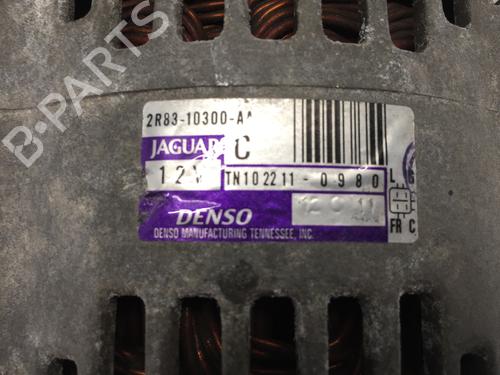 2R83-10300-AA
JAGUAR C
12V TN102211-0980
DENSO
DENSO MANUFACTURING TENNESSEE, INC.
FR C
L
B-PARTS